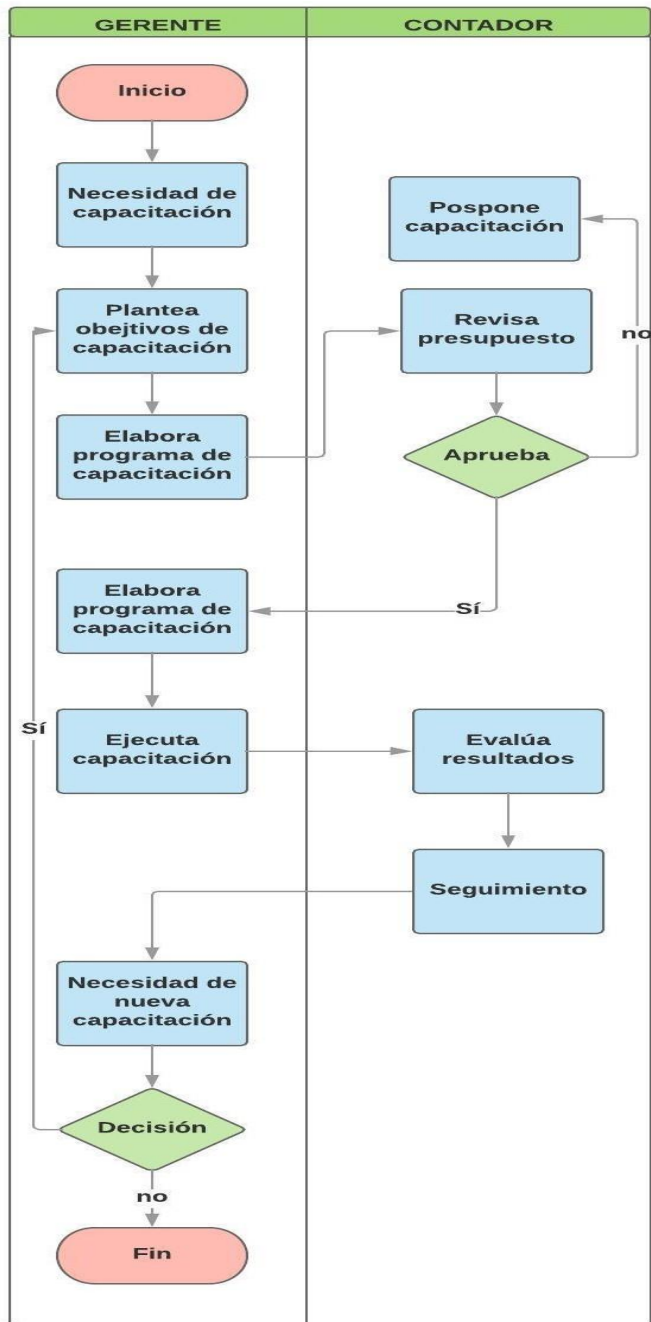 GERENTE
CONTADOR
Inicio
Necesidad de
capacitación
Pospone
capacitación
Plantea
obejtivos de
capacitación
Revisa
presupuesto
no
Elabora
programa de
capacitación
Aprueba
Elabora
programa de
capacitación
Sí
Sí
Ejecuta
capacitación
Evalúa
resultados
Seguimiento
Necesidad de
nueva
capacitación
Decisión
no
Fin